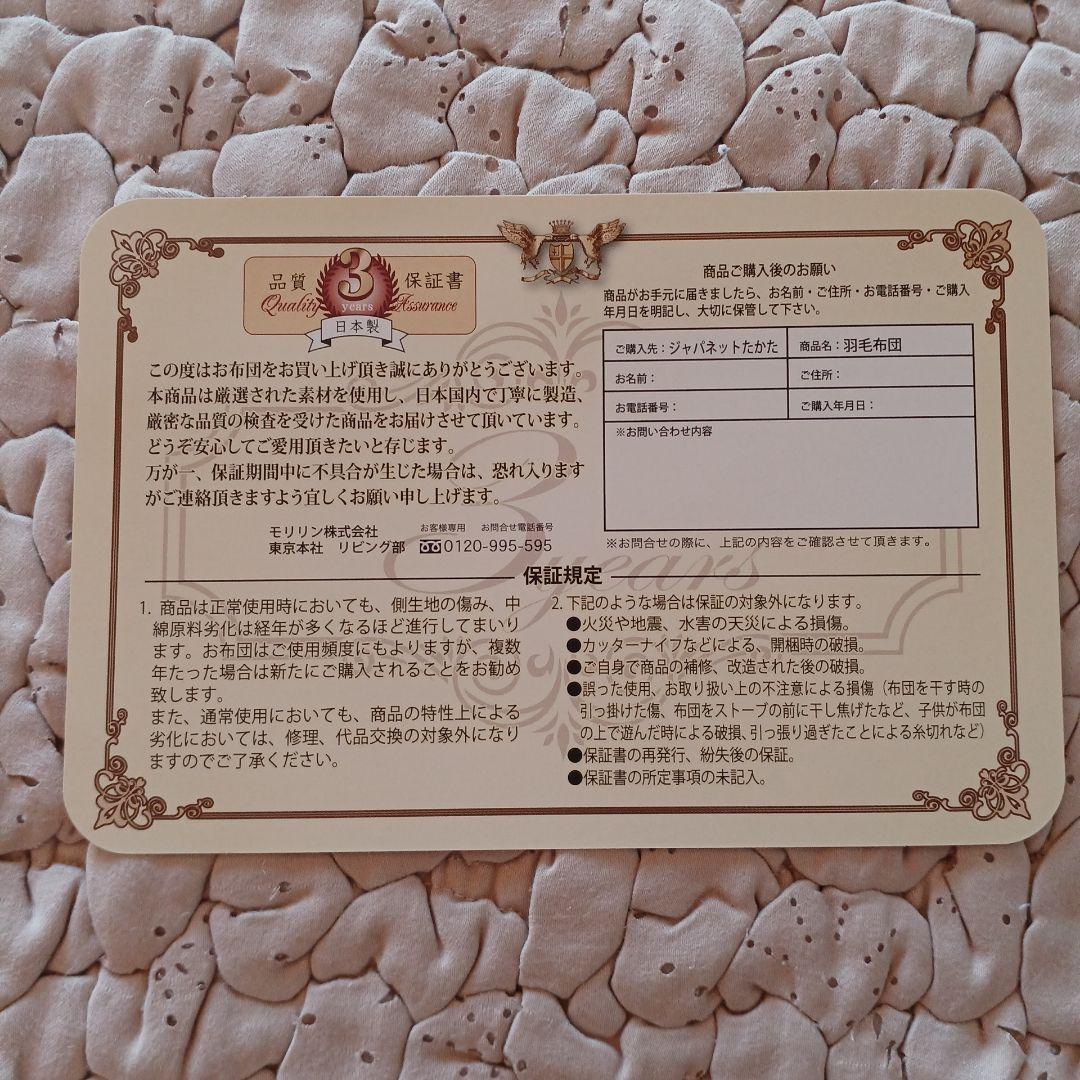 品質 3 保証書
Quality years Assurance
日本製
この度はお布団をお買い上げ頂き誠にありがとうございます。
本商品は厳選された素材を使用し、日本国内で丁寧に製造、
厳密な品質の検査を受けた商品をお届けさせて頂いています。
どうぞ安心してご愛用頂きたいと存じます。
万が一、保証期間中に不具合が生じた場合は、恐れ入ります
がご連絡頂きますよう宜しくお願い申し上げます。
モリリン株式会社 お客様専用 お問合せ電話番号
東京本社 リビング部 0120-995-595
商品ご購入後のお願い
商品がお手元に届きましたら、お名前・ご住所・お電話番号・ご購入
年月日を明記し、大切に保管して下さい。
ご購入先：ジャパネットたかた 商品名：羽毛布団
お名前： ご住所：
お電話番号： ご購入年月日：
※お問い合わせ内容
※お問合せの際に、上記の内容をご確認させて頂きます。
3years
保証規定
1. 商品は正常使用時においても、側生地の傷み、中
綿原料劣化は経年が多くなるほど進行してまいり
ます。お布団はご使用頻度にもよりますが、複数
年たった場合は新たにご購入されることをお勧め
致します。
また、通常使用においても、商品の特性上による
劣化においては、修理、代品交換の対象外になり
ますのでご了承ください。
2. 下記のような場合は保証の対象外になります。
●火災や地震、水害の天災による損傷。
●カッターナイフなどによる、開梱時の破損。
●ご自身で商品の補修、改造された後の破損。
●誤った使用、お取り扱い上の不注意による損傷（布団を干す時の
引っ掛けた傷、布団をストーブの前に干し焦げたなど、子供が布団
の上で遊んだ時による破損、引っ張り過ぎたことによる糸切れなど）
●保証書の再発行、紛失後の保証。
●保証書の所定事項の未記入。